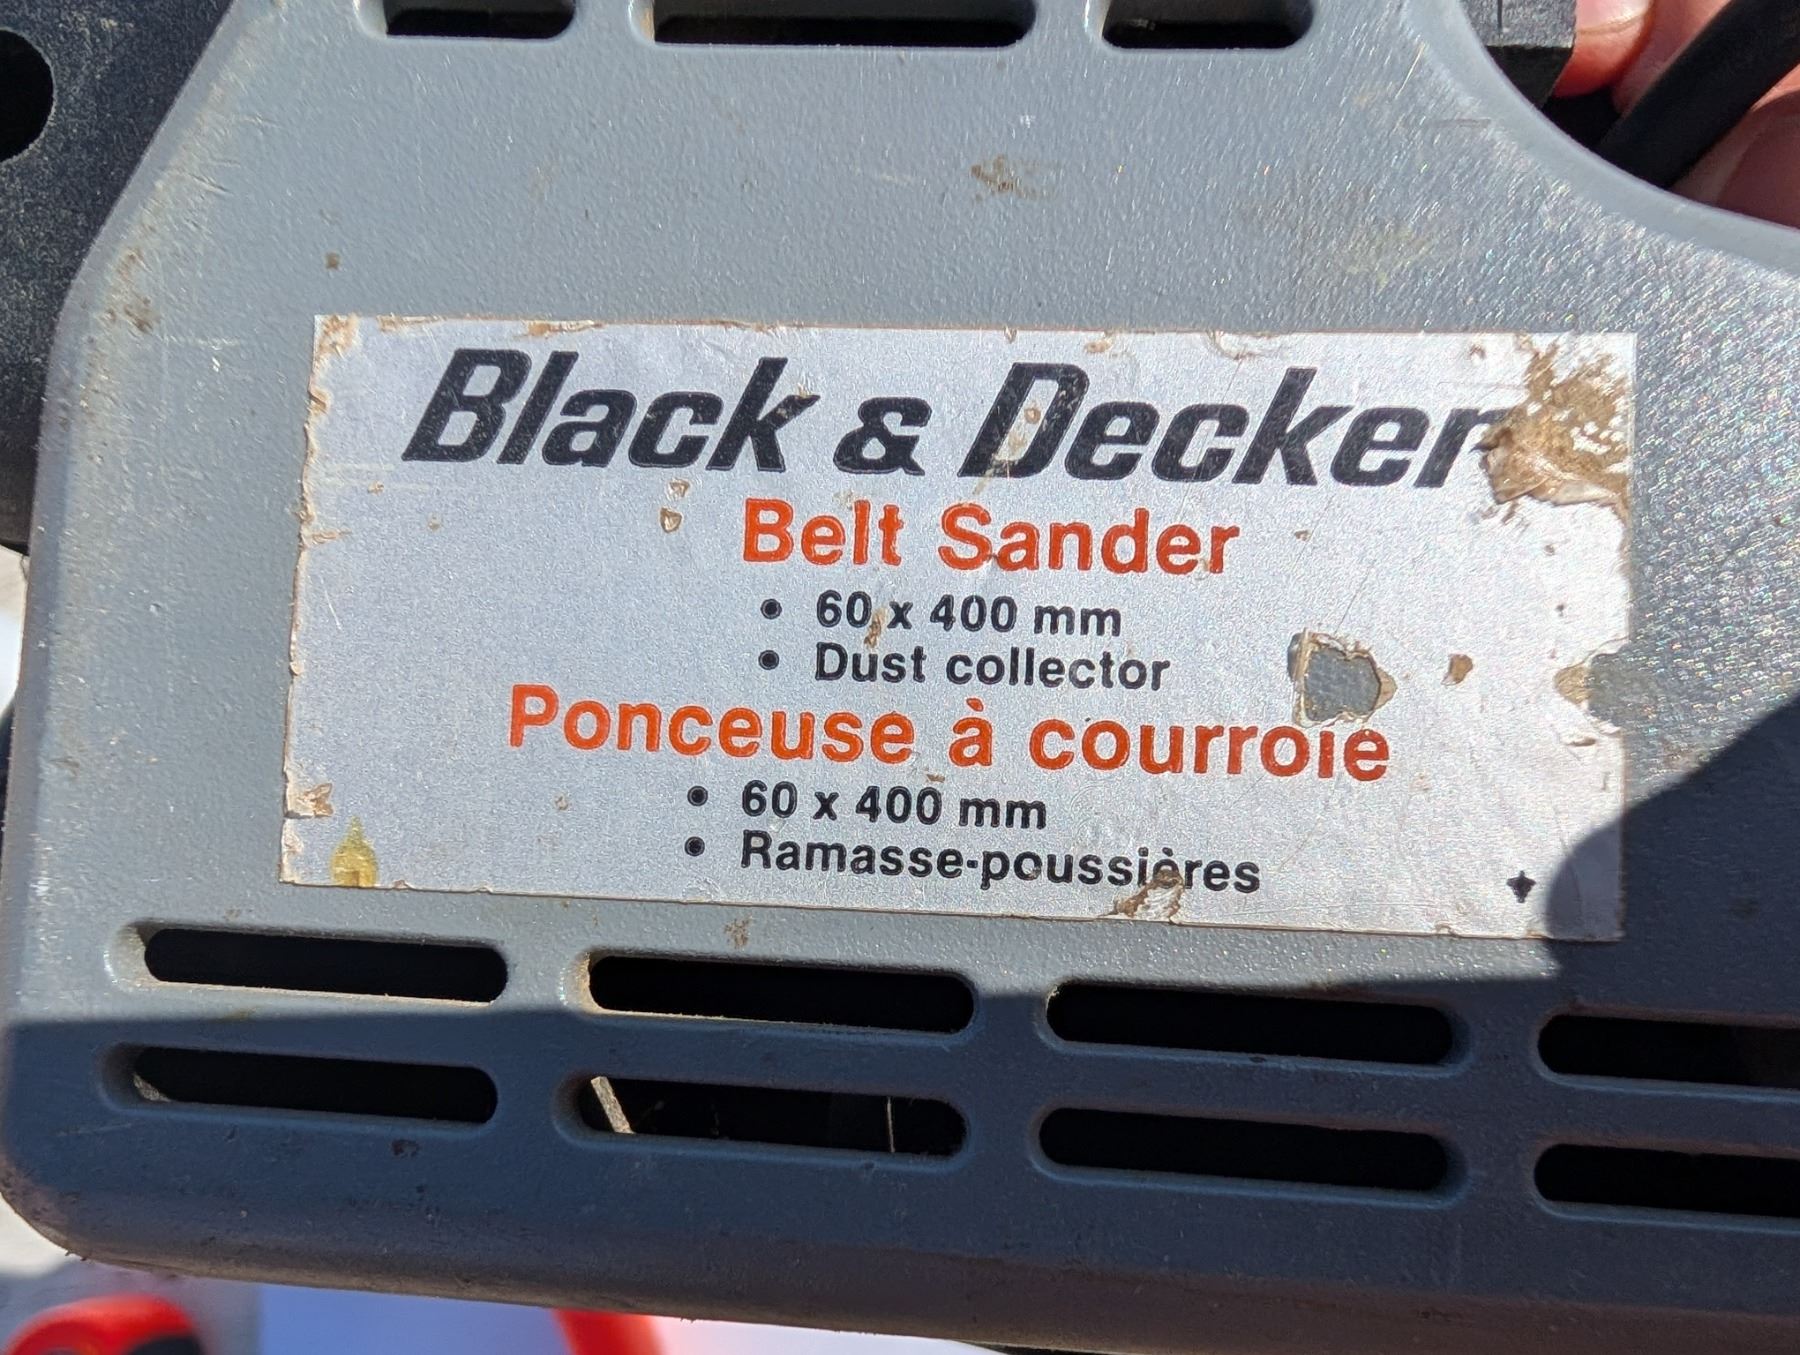 Black & Decker
Belt Sander
• 60 x 400 mm
• Dust collector
Ponceuse à courroie
• 60 x 400 mm
• Ramasse-poussières